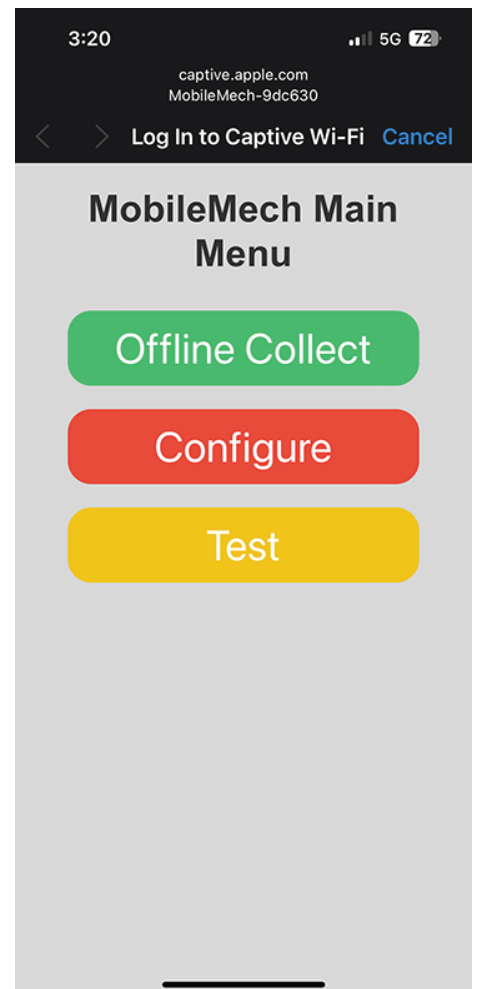 3:20 5G 72
captive.apple.com
MobileMech-9dc630
Log In to Captive Wi-Fi Cancel
MobileMech Main
Menu
Offline Collect
Configure
Test